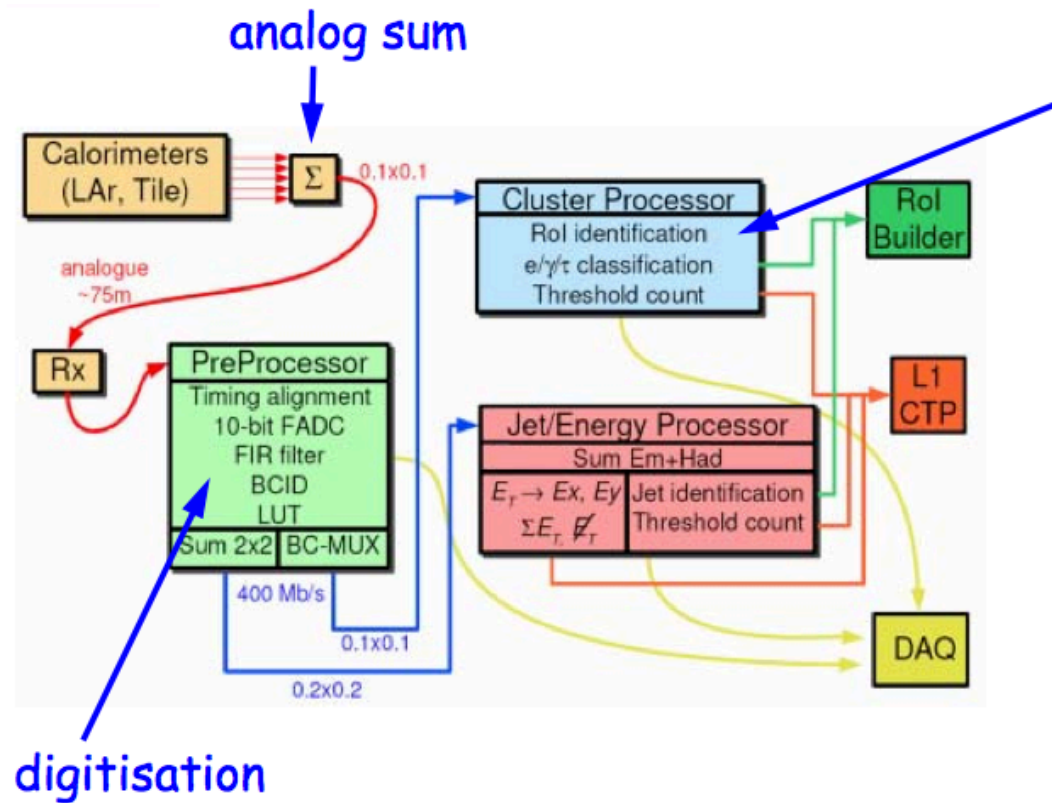 analog sum
Calorimeters
(LAr, Tile)
Σ
0.1x0.1
analogue
~75m
Rx
PreProcessor
Timing alignment
10-bit FADC
FIR filter
BCID
LUT
Sum 2x2
BC-MUX
400 Mb/s
0.1x0.1
0.2x0.2
Cluster Processor
RoI identification
e/γ/τ classification
Threshold count
Jet/Energy Processor
Sum Em+Had
E_T → Ex, Ey
ΣE_T, E̸_T
Jet identification
Threshold count
RoI
Builder
L1
CTP
DAQ
digitisation